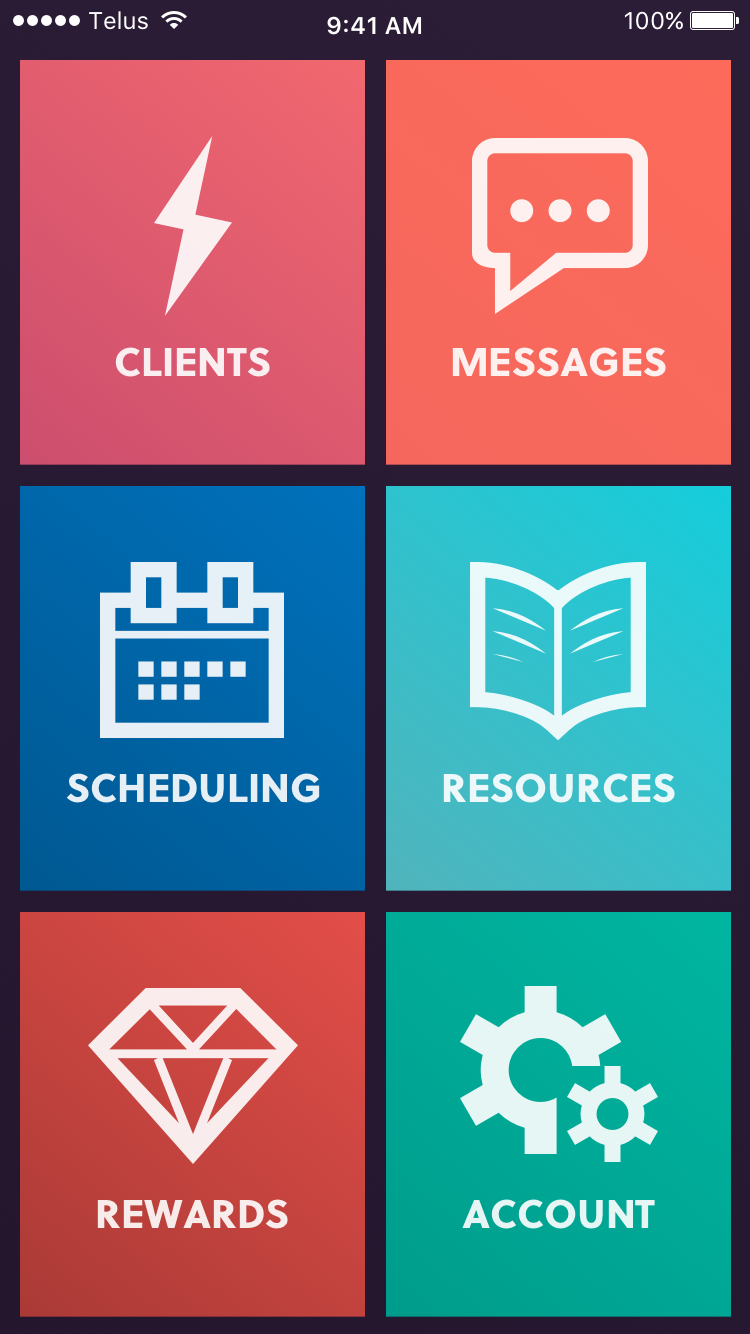 Telus 9:41 AM 100%
CLIENTS MESSAGES
SCHEDULING RESOURCES
REWARDS ACCOUNT